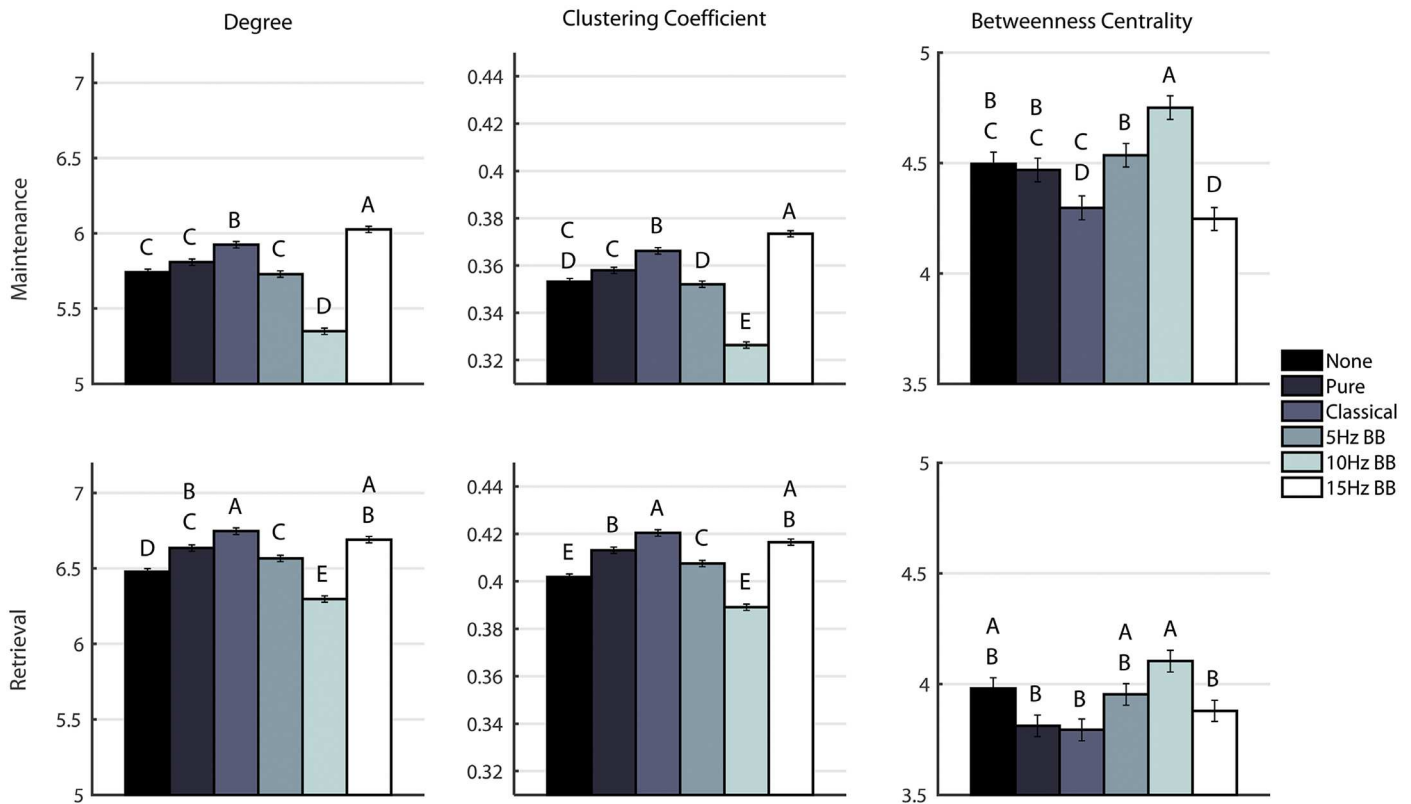 Degree
Clustering Coefficient
Betweenness Centrality
Maintenance
7
6.5
6
5.5
5
C
C
B
C
D
A
0.44
0.42
0.4
0.38
0.36
0.34
0.32
C
D
C
B
D
E
A
5
4.5
4
3.5
B
C
B
C
C
D
B
A
D
None
Pure
Classical
5Hz BB
10Hz BB
15Hz BB
Retrieval
7
6.5
6
5.5
5
D
B
C
A
C
E
A
B
0.44
0.42
0.4
0.38
0.36
0.34
0.32
E
B
A
C
E
A
B
5
4.5
4
3.5
A
B
B
B
A
B
A
B